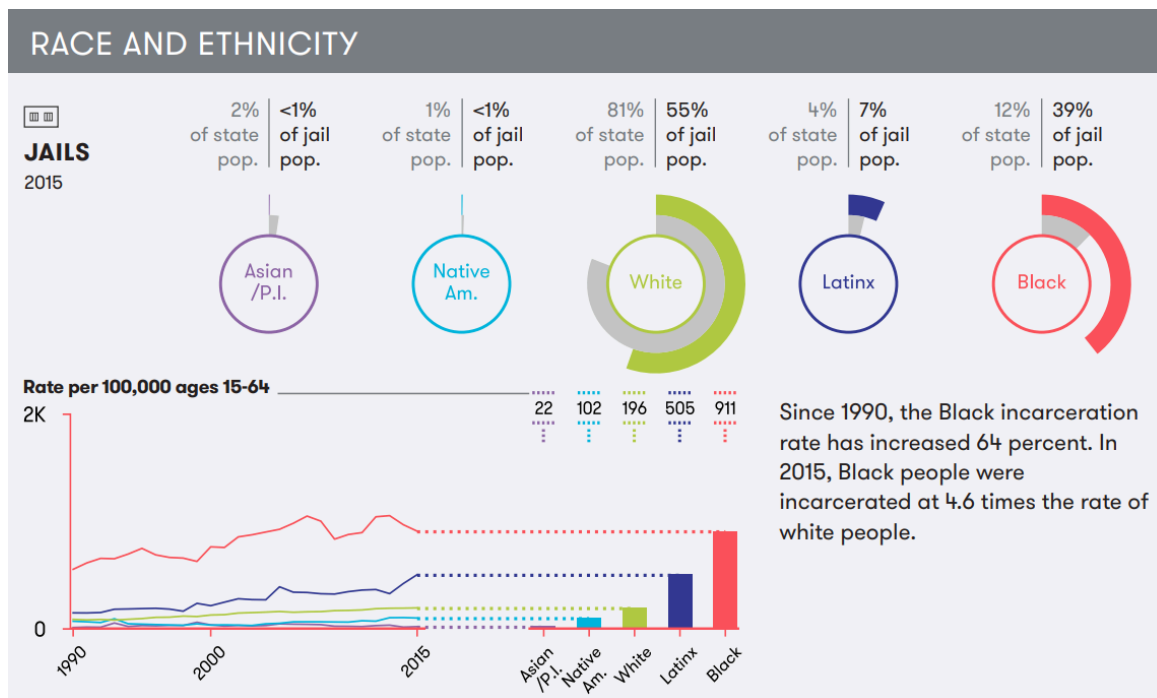 RACE AND ETHNICITY
JAILS
2015
2%
of state
pop.
<1%
of jail
pop.
1%
of state
pop.
<1%
of jail
pop.
81%
of state
pop.
55%
of jail
pop.
4%
of state
pop.
7%
of jail
pop.
12%
of state
pop.
39%
of jail
pop.
Asian
/P.I.
Native
Am.
White
Latinx
Black
Rate per 100,000 ages 15-64
22 102 196 505 911
2K
0
1990
2000
2015
Asian
/P.I.
Native
Am.
White
Latinx
Black
Since 1990, the Black incarceration
rate has increased 64 percent. In
2015, Black people were
incarcerated at 4.6 times the rate of
white people.